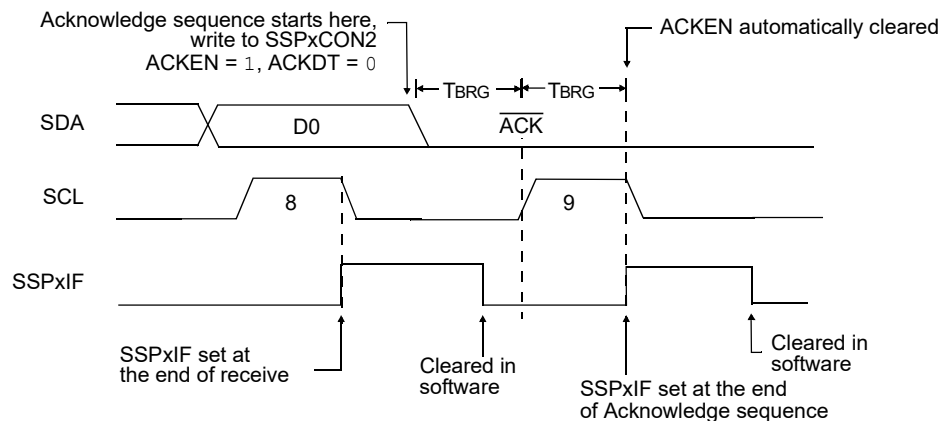 Acknowledge sequence starts here,
write to SSPxCON2
ACKEN = 1, ACKDT = 0
ACKEN automatically cleared
TBRG
TBRG
SDA
D0
ACK
SCL
8
9
SSPxIF
SSPxIF set at
the end of receive
Cleared in
software
SSPxIF set at the end
of Acknowledge sequence
Cleared in
software